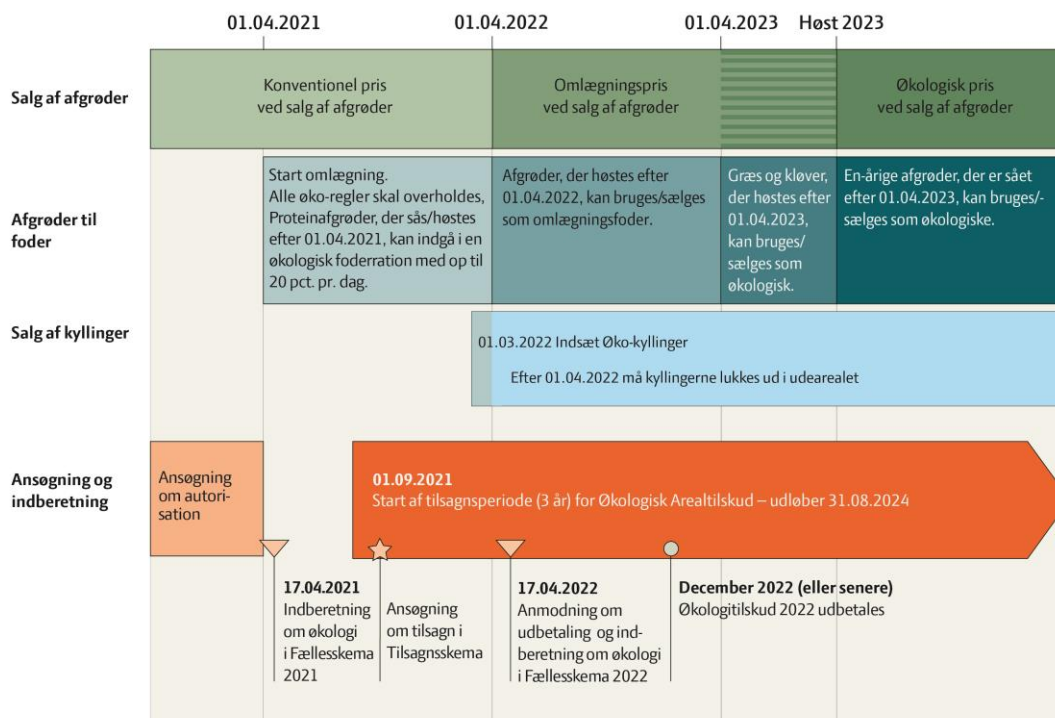 01.04.2021
01.04.2022
01.04.2023
Høst 2023
Salg af afgrøder
Konventionel pris
ved salg af afgrøder
Omlægningspris
ved salg af afgrøder
Økologisk pris
ved salg af afgrøder
Afgrøder til
foder
Start omlægning.
Alle øko-regler skal overholdes,
Proteinafgrøder, der sås/høstes
efter 01.04.2021, kan indgå i en
økologisk foderration med op til
20 pct. pr. dag.
Afgrøder, der høstes efter
01.04.2022, kan bruges/sælges
som omlægningsfoder.
Græs og kløver,
der høstes efter
01.04.2023,
kan bruges/
sælges som
økologisk.
En-årige afgrøder, der er sået
efter 01.04.2023, kan bruges/-
sælges som økologiske.
Salg af kyllinger
01.03.2022 Indsæt Øko-kyllinger
Efter 01.04.2022 må kyllingerne lukkes ud i udearealet
Ansøgning og
indberetning
Ansøgning
om autori-
sation
01.09.2021
Start af tilsagnsperiode (3 år) for Økologisk Arealtilskud – udløber 31.08.2024
17.04.2021
Indberetning
om økologi
i Fællesskema
2021
Ansøgning
om tilsagn i
Tilsagnsskema
17.04.2022
Anmodning om
udbetaling og ind-
beretning om økologi
i Fællesskema 2022
December 2022 (eller senere)
Økologitilskud 2022 udbetales